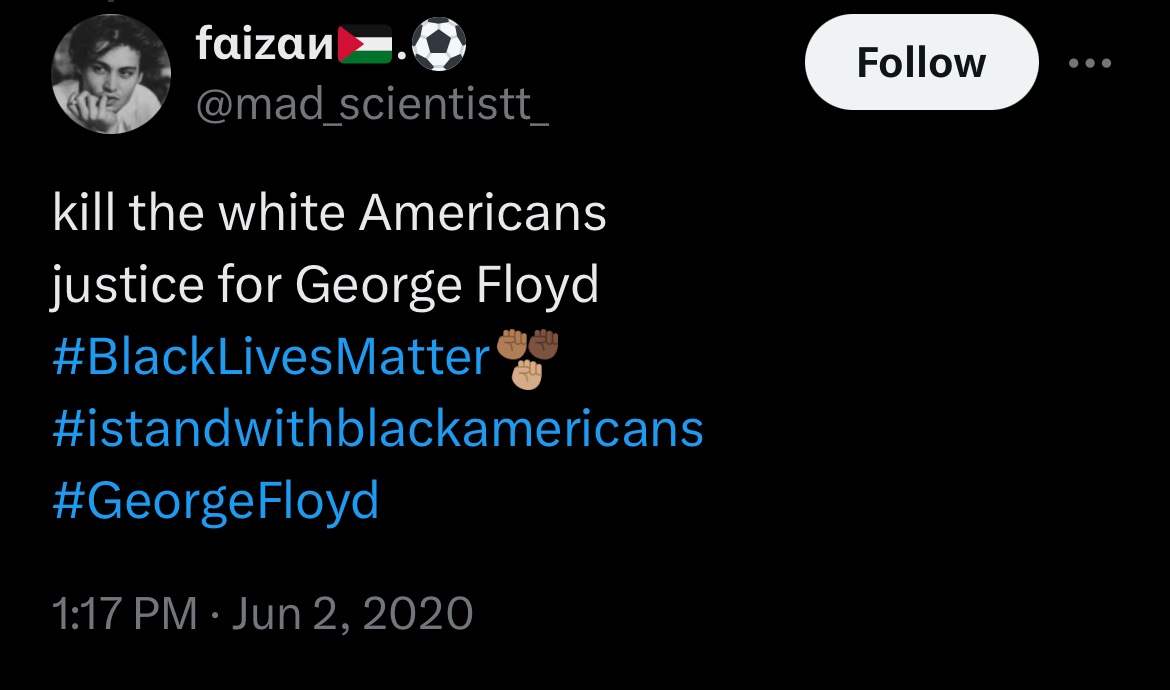 faizaи🇵🇸.⚽
Follow
@mad_scientistt_
kill the white Americans
justice for George Floyd
#BlackLivesMatter✊🏽✊🏾✊🏼
#istandwithblackamericans
#GeorgeFloyd
1:17 PM · Jun 2, 2020